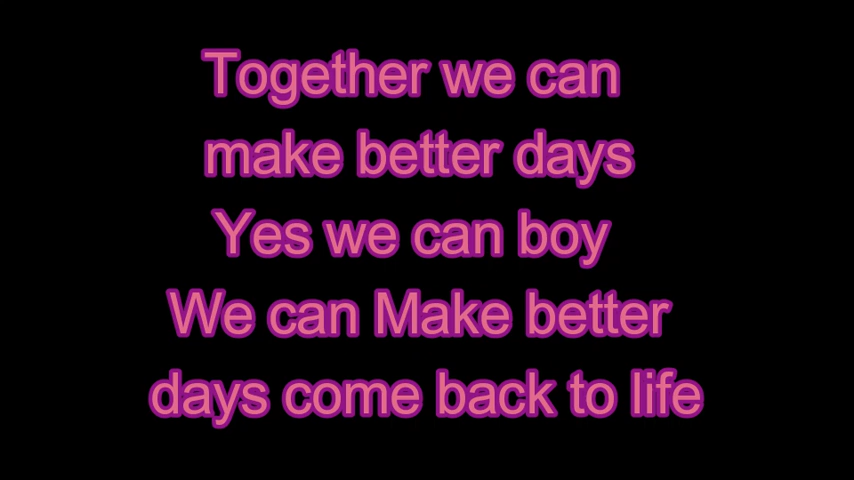 Together we can
make better days
Yes we can boy
We can Make better
days come back to life